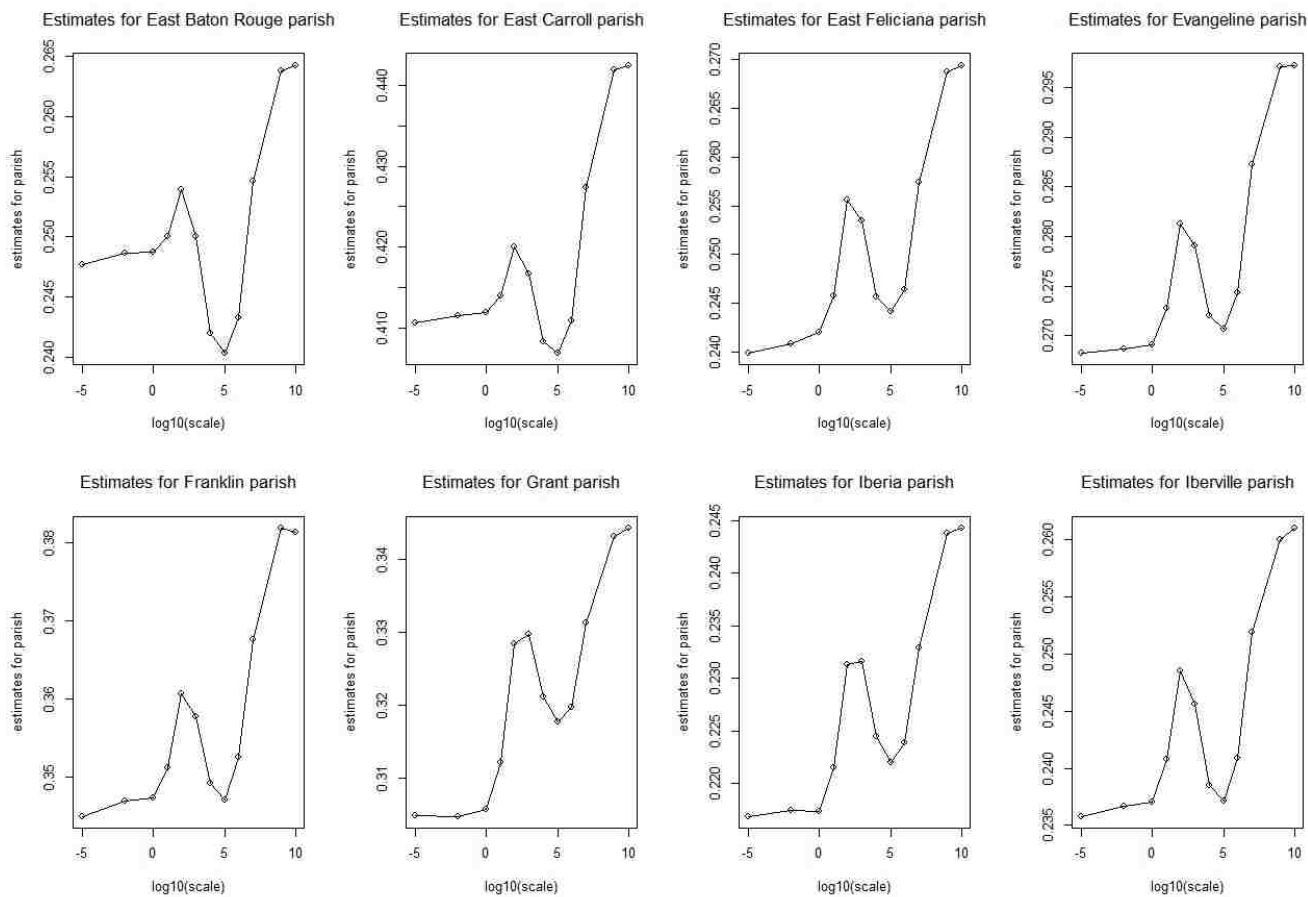 Estimates for East Baton Rouge parish
estimates for parish
0.240 0.245 0.250 0.255 0.260 0.265
-5 0 5 10
log10(scale)
Estimates for East Carroll parish
estimates for parish
0.410 0.420 0.430 0.440
-5 0 5 10
log10(scale)
Estimates for East Feliciana parish
estimates for parish
0.240 0.245 0.250 0.255 0.260 0.265 0.270
-5 0 5 10
log10(scale)
Estimates for Evangeline parish
estimates for parish
0.270 0.275 0.280 0.285 0.290 0.295
-5 0 5 10
log10(scale)
Estimates for Franklin parish
estimates for parish
0.35 0.36 0.37 0.38
-5 0 5 10
log10(scale)
Estimates for Grant parish
estimates for parish
0.31 0.32 0.33 0.34
-5 0 5 10
log10(scale)
Estimates for Iberia parish
estimates for parish
0.220 0.225 0.230 0.235 0.240 0.245
-5 0 5 10
log10(scale)
Estimates for Iberville parish
estimates for parish
0.235 0.240 0.245 0.250 0.255 0.260
-5 0 5 10
log10(scale)